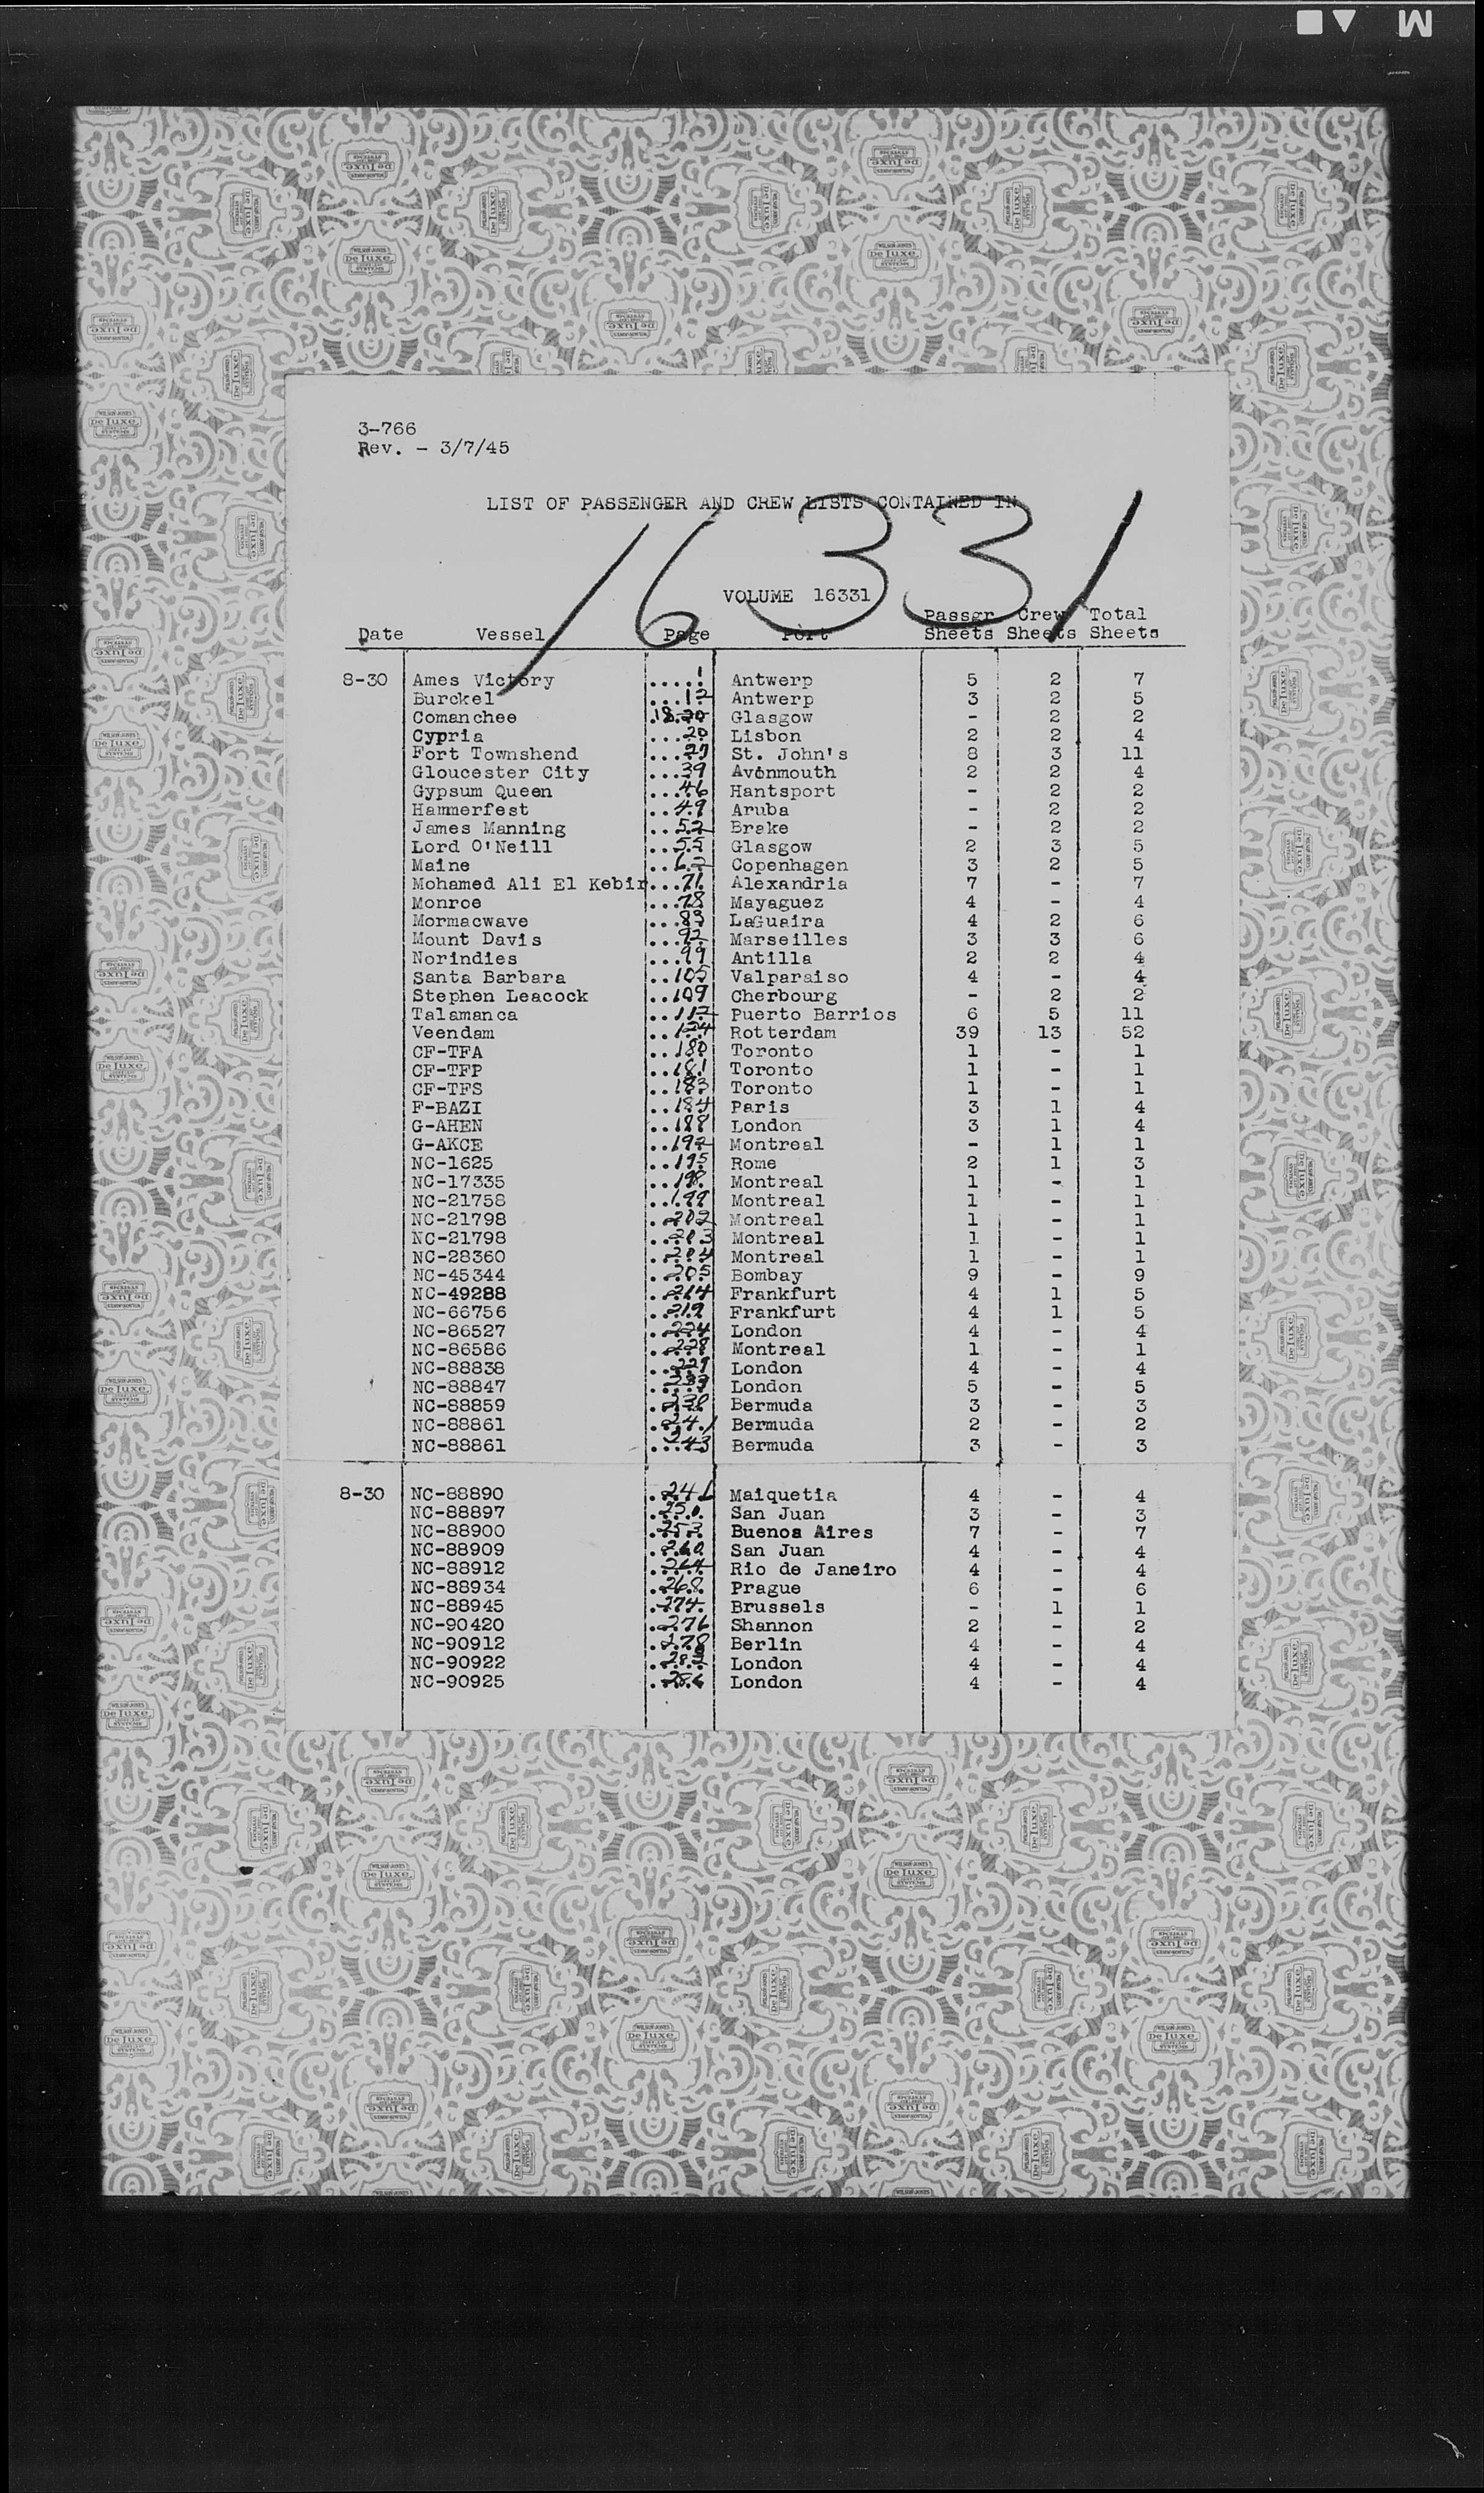 3-766
Rev. - 3/7/45
LIST OF PASSENGER AND CREW LISTS CONTAINED IN
16331
VOLUME 16331
Passgr Crew Total
Date Vessel Page Port Sheets Sheets Sheets
8-30 Ames Victory .....1 Antwerp 5 2 7
Burckel ...12 Antwerp 3 2 5
Comanchee .18.20 Glasgow - 2 2
Cypria ...20 Lisbon 2 2 4
Fort Townshend ...27 St. John's 8 3 11
Gloucester City ...39 Avonmouth 2 2 4
Gypsum Queen ...46 Hantsport - 2 2
Hammerfest ...49 Aruba - 2 2
James Manning ...52 Brake - 2 2
Lord O'Neill ...55 Glasgow 2 3 5
Maine ...62 Copenhagen 3 2 5
Mohamed Ali El Kebir...71 Alexandria 7 - 7
Monroe ...78 Mayaguez 4 - 4
Mormacwave ...83 LaGuaira 4 2 6
Mount Davis ...92 Marseilles 3 3 6
Norindies ...99 Antilla 2 2 4
Santa Barbara ..105 Valparaiso 4 - 4
Stephen Leacock ..109 Cherbourg - 2 2
Talamanca ..112 Puerto Barrios 6 5 11
Veendam ..124 Rotterdam 39 13 52
CF-TFA ..180 Toronto 1 - 1
CF-TFP ..181 Toronto 1 - 1
CF-TFS ..183 Toronto 1 - 1
F-BAZI ..184 Paris 3 1 4
G-AHEN ..188 London 3 1 4
G-AKCE ..192 Montreal - 1 1
NC-1625 ..195 Rome 2 1 3
NC-17335 ..198 Montreal 1 - 1
NC-21758 ..199 Montreal 1 - 1
NC-21798 ..202 Montreal 1 - 1
NC-21798 ..203 Montreal 1 - 1
NC-28360 ..204 Montreal 1 - 1
NC-45344 ..205 Bombay 9 - 9
NC-49288 ..214 Frankfurt 4 1 5
NC-66756 ..219 Frankfurt 4 1 5
NC-86527 ..224 London 4 - 4
NC-86586 ..228 Montreal 1 - 1
NC-88838 ..229 London 4 - 4
NC-88847 ..233 London 5 - 5
NC-88859 ..238 Bermuda 3 - 3
NC-88861 ..241 Bermuda 2 - 2
NC-88861 ...243 Bermuda 3 - 3
8-30 NC-88890 .246 Maiquetia 4 - 4
NC-88897 .250 San Juan 3 - 3
NC-88900 .253 Buenos Aires 7 - 7
NC-88909 .260 San Juan 4 - 4
NC-88912 .264 Rio de Janeiro 4 - 4
NC-88934 .268 Prague 6 - 6
NC-88945 .274 Brussels - 1 1
NC-90420 .276 Shannon 2 - 2
NC-90912 .278 Berlin 4 - 4
NC-90922 .282 London 4 - 4
NC-90925 .286 London 4 - 4